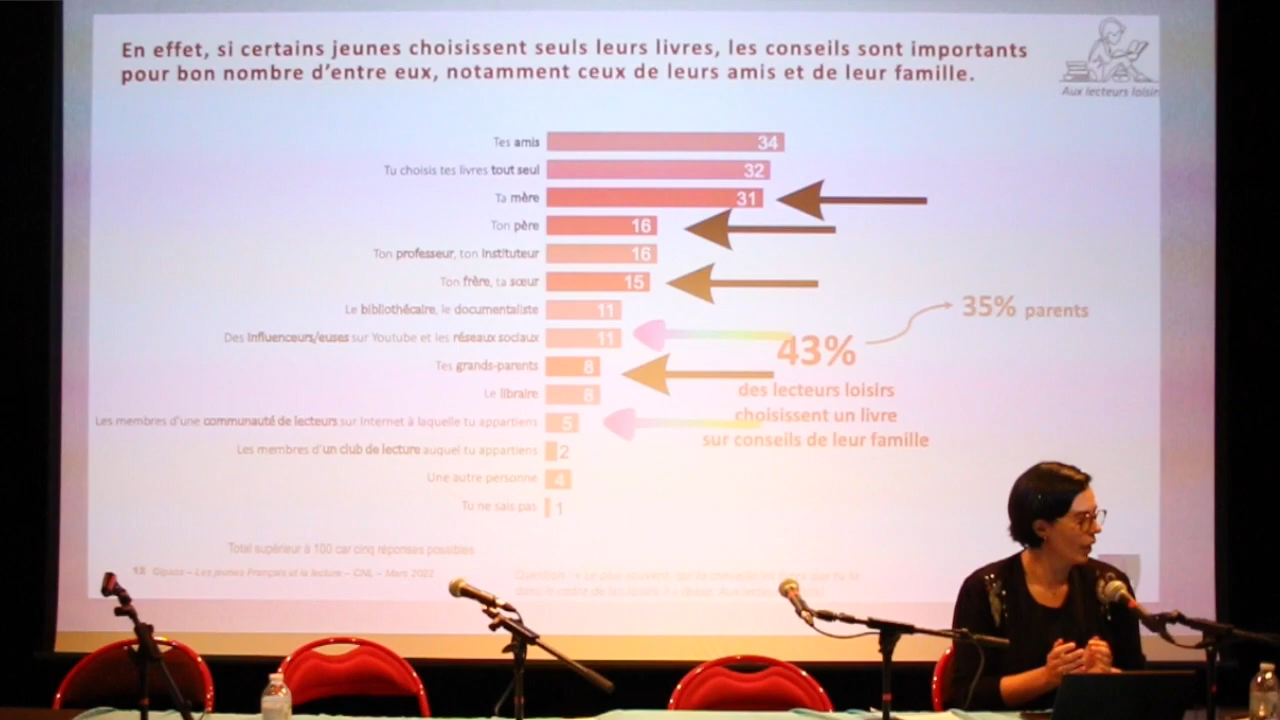 En effet, si certains jeunes choisissent seuls leurs livres, les conseils sont importants
pour bon nombre d'entre eux, notamment ceux de leurs amis et de leur famille.
Aux lecteurs loisir
Tes amis 34
Tu choisis tes livres tout seul 32
Ta mère 31
Ton père 16
Ton professeur, ton instituteur 16
Ton frère, ta sœur 15
Le bibliothécaire, le documentaliste 11
Des influenceurs/euses sur Youtube et les réseaux sociaux 11
Tes grands-parents 8
Le libraire 8
Les membres d'une communauté de lecteurs sur Internet à laquelle tu appartiens 5
Les membres d'un club de lecture auquel tu appartiens 2
Une autre personne 4
Tu ne sais pas 1
35% parents
43%
des lecteurs loisirs
choisissent un livre
sur conseils de leur famille
Total supérieur à 100 car cinq réponses possibles
Les jeunes Français et la lecture – CNL – Mars 2022